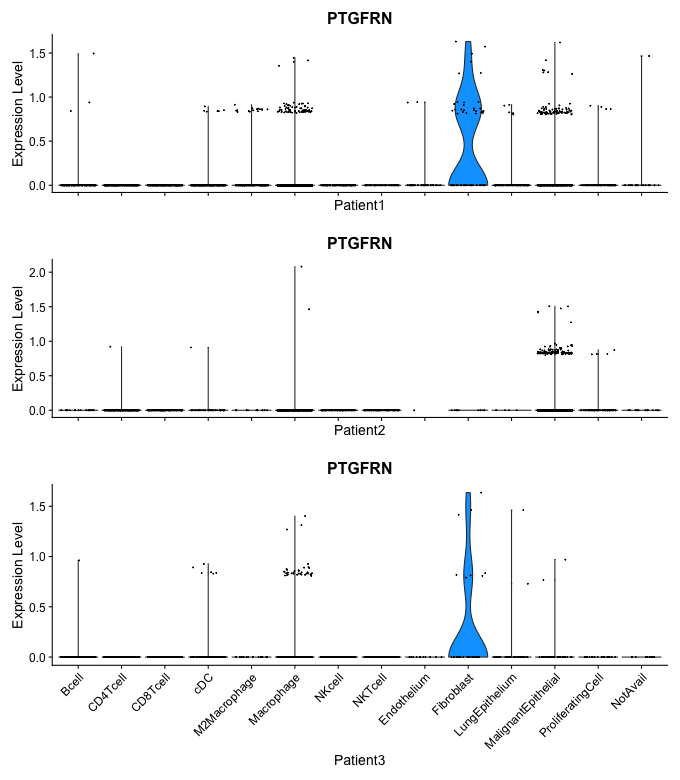 PTGFRN
Expression Level
1.5
1.0
0.5
0.0
Patient1
PTGFRN
Expression Level
2.0
1.5
1.0
0.5
0.0
Patient2
PTGFRN
Expression Level
1.5
1.0
0.5
0.0
Bcell
CD4Tcell
CD8Tcell
cDC
M2Macrophage
Macrophage
NKcell
NKTcell
Endothelium
Fibroblast
LungEpithelium
MalignantEpithelial
ProliferatingCell
NotAvail
Patient3